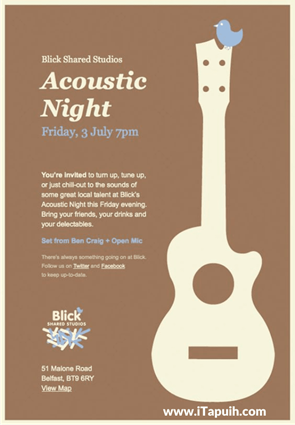 Blick Shared Studios
Acoustic
Night
Friday, 3 July 7pm
You're invited to turn up, tune up,
or just chill-out to the sounds of
some great local talent at Blick's
Acoustic Night this Friday evening.
Bring your friends, your drinks and
your delectables.
Set from Ben Craig + Open Mic
There's always something going on at Blick.
Follow us on Twitter and Facebook
to keep up-to-date.
Blick
SHARED STUDIOS
51 Malone Road
Belfast, BT9 6RY
View Map
www.iTapuih.com